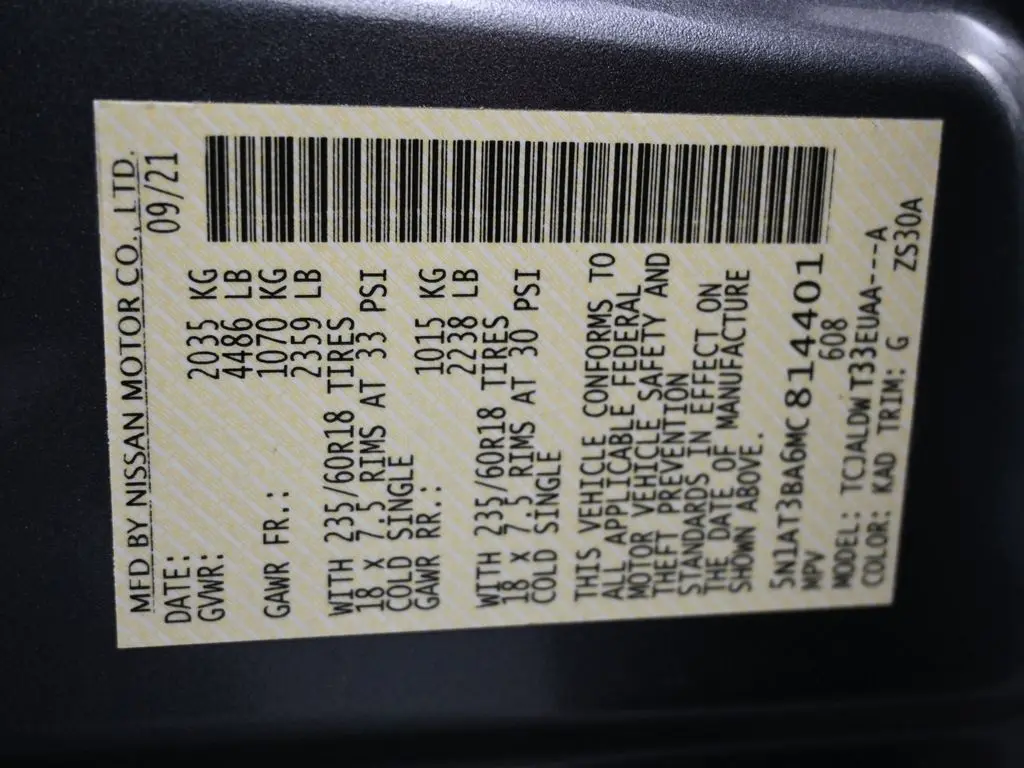 MFD BY NISSAN MOTOR CO., LTD.
DATE: 09/21
GVWR: 2035 KG
4486 LB
GAWR FR.: 1070 KG
2359 LB
WITH 235/60R18 TIRES
18 X 7.5 RIMS AT 33 PSI
COLD SINGLE
GAWR RR.: 1015 KG
2238 LB
WITH 235/60R18 TIRES
18 X 7.5 RIMS AT 30 PSI
COLD SINGLE
THIS VEHICLE CONFORMS TO
ALL APPLICABLE FEDERAL
MOTOR VEHICLE SAFETY AND
THEFT PREVENTION
STANDARDS IN EFFECT ON
THE DATE OF MANUFACTURE
SHOWN ABOVE.
5N1AT3BA6MC814401
MPV 608
MODEL: TCJALDWT33EUAA---A
COLOR: KAD TRIM: G ZS30A